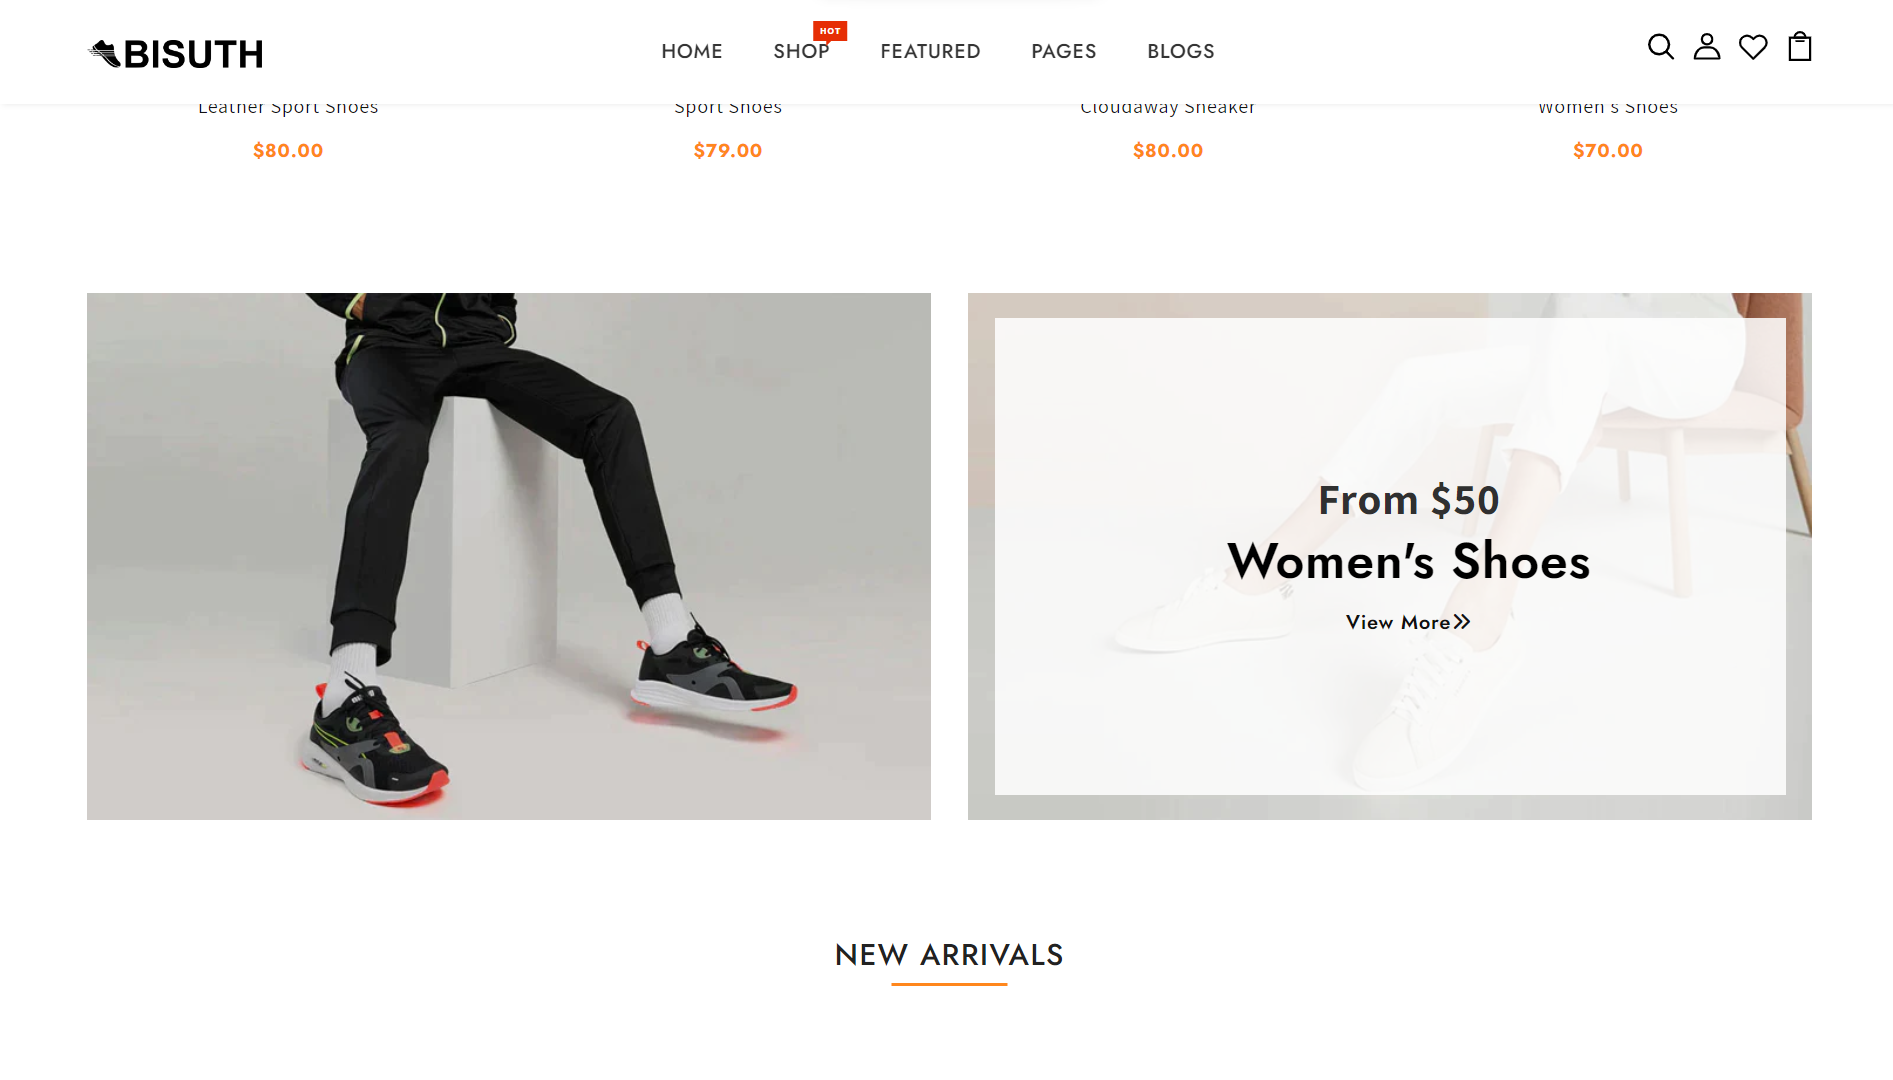 BISUTH
HOME
SHOP
HOT
FEATURED
PAGES
BLOGS
Leather Sport Shoes
Sport Shoes
Cloudaway Sneaker
Women's Shoes
$80.00
$79.00
$80.00
$70.00
From $50
Women's Shoes
View More
NEW ARRIVALS